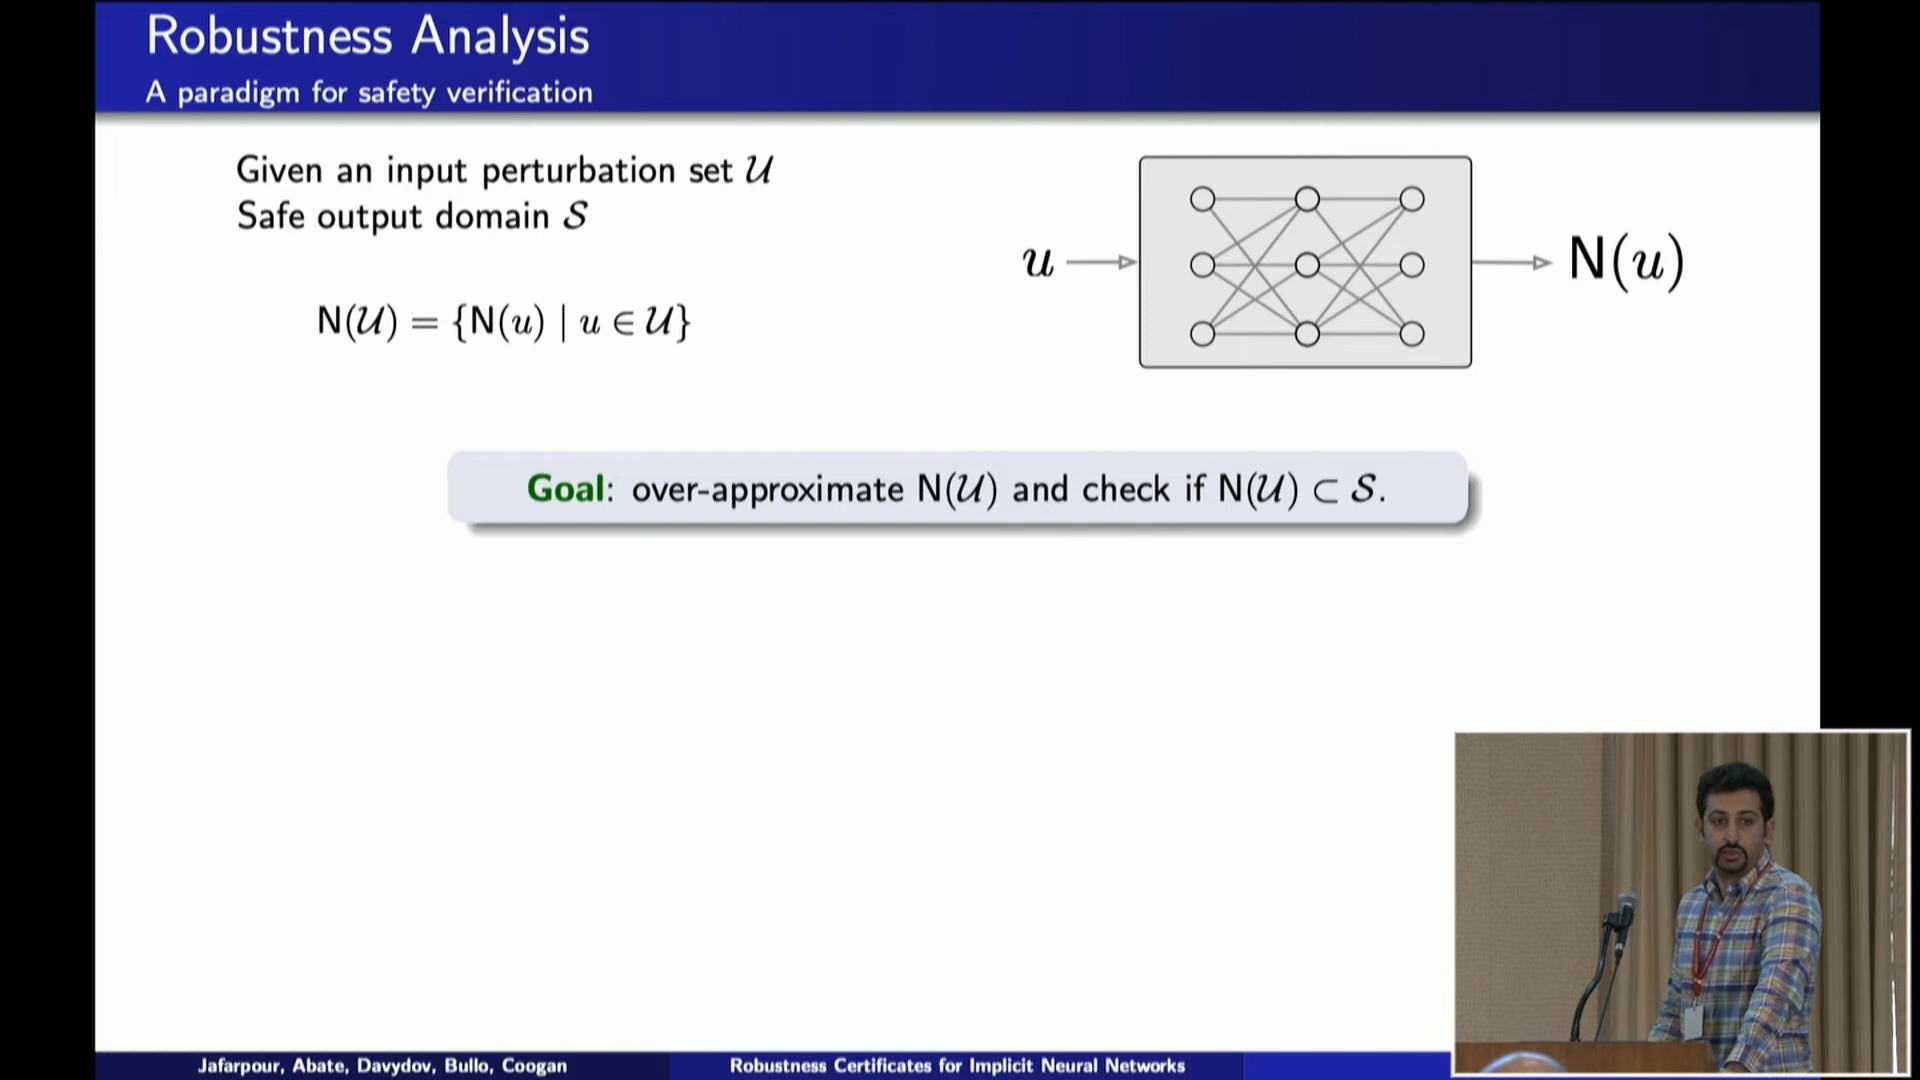 Robustness Analysis
A paradigm for safety verification
Given an input perturbation set 𝒰
Safe output domain 𝒮
N(𝒰) = {N(u) | u ∈ 𝒰}
u
N(u)
Goal: over-approximate N(𝒰) and check if N(𝒰) ⊂ 𝒮.
Jafarpour, Abate, Davydov, Bullo, Coogan
Robustness Certificates for Implicit Neural Networks